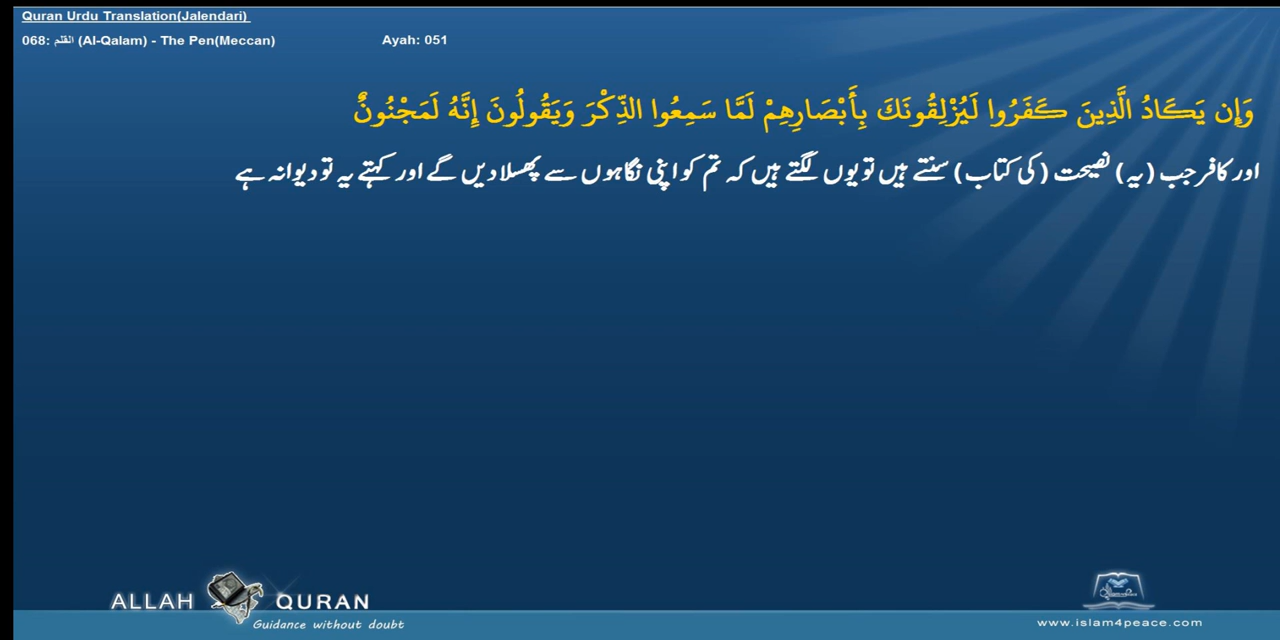 Quran Urdu Translation(Jalendari)
068: القلم (Al-Qalam) - The Pen(Meccan) Ayah: 051
وَإِن يَكَادُ الَّذِينَ كَفَرُوا لَيُزْلِقُونَكَ بِأَبْصَارِهِمْ لَمَّا سَمِعُوا الذِّكْرَ وَيَقُولُونَ إِنَّهُ لَمَجْنُونٌ
اور کافر جب (یہ) نصیحت (کی کتاب) سنتے ہیں تو یوں لگتے ہیں کہ تم کو اپنی نگاہوں سے پھسلا دیں گے اور کہتے یہ تو دیوانہ ہے
ALLAH QURAN
Guidance without doubt
www.islam4peace.com